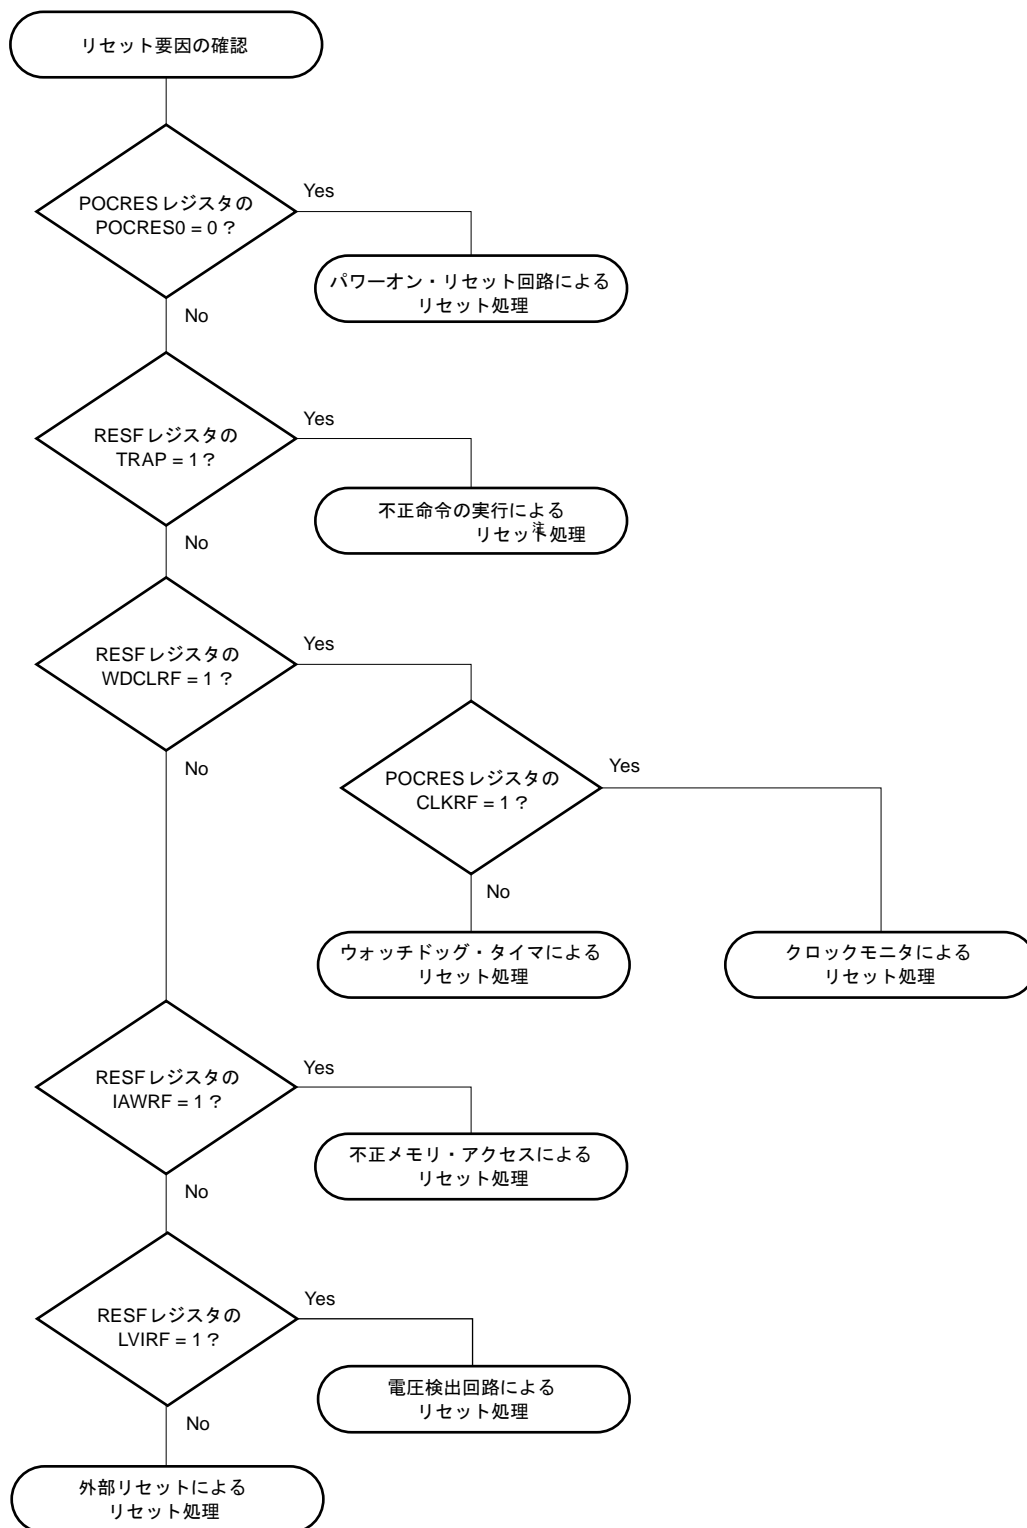 リセット要因の確認
POCRESレジスタの
POCRES0 = 0 ?
Yes
パワーオン・リセット回路による
リセット処理
No
RESFレジスタの
TRAP = 1 ?
Yes
不正命令の実行による
リセット注処理
No
RESFレジスタの
WDCLRF = 1 ?
Yes
No
POCRESレジスタの
CLKRF = 1 ?
Yes
No
ウォッチドッグ・タイマによる
リセット処理
クロックモニタによる
リセット処理
RESFレジスタの
IAWRF = 1 ?
Yes
不正メモリ・アクセスによる
リセット処理
No
RESFレジスタの
LVIRF = 1 ?
Yes
電圧検出回路による
リセット処理
No
外部リセットによる
リセット処理